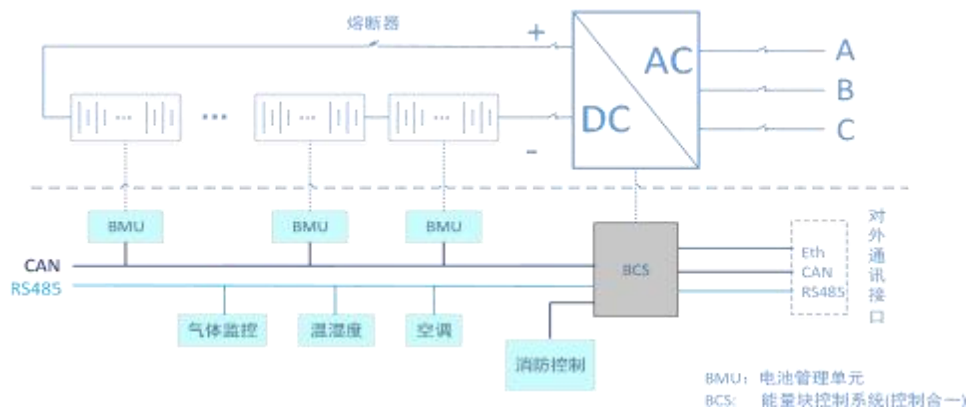 熔断器
+
AC
A
B
DC
C
-
BMU
BMU
BMU
CAN
RS485
BCS
Eth
CAN
RS485
对外通讯接口
气体监控
温湿度
空调
消防控制
BMU：电池管理单元
BCS: 能量块控制系统(控制合一)